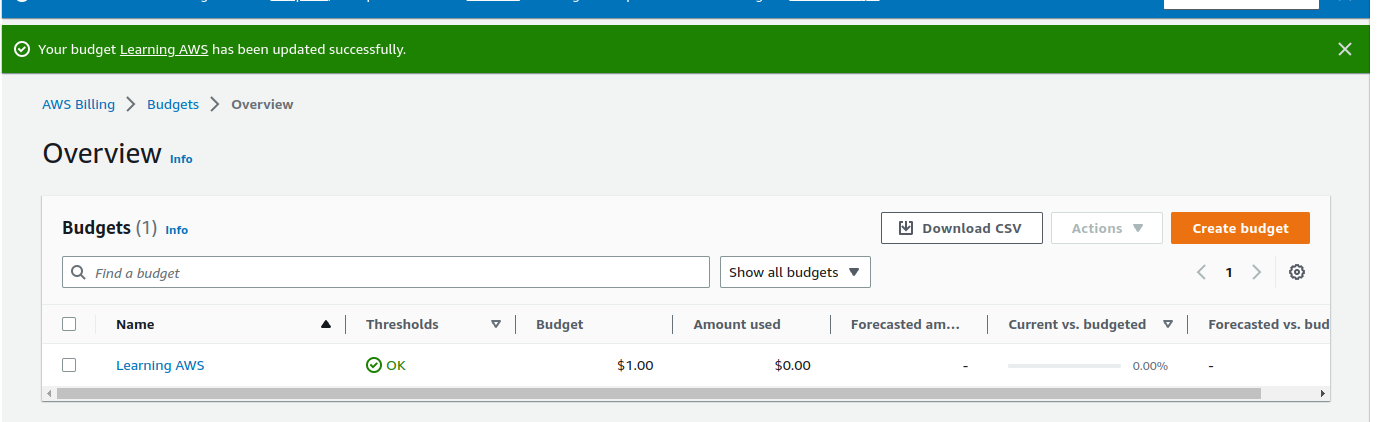 Your budget Learning AWS has been updated successfully.
AWS Billing > Budgets > Overview
Overview Info
Budgets (1) Info
Download CSV
Actions
Create budget
Find a budget
Show all budgets
1
Name Thresholds Budget Amount used Forecasted am... Current vs. budgeted Forecasted vs. bud
Learning AWS OK $1.00 $0.00 - 0.00% -